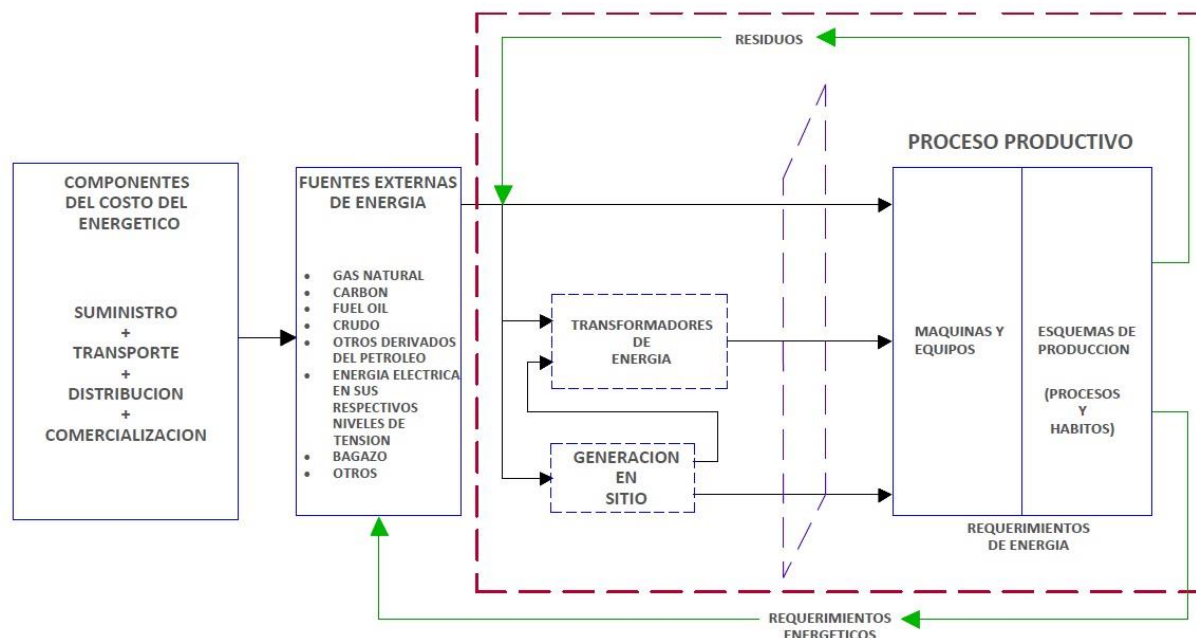 RESIDUOS
PROCESO PRODUCTIVO
COMPONENTES
DEL COSTO DEL
ENERGETICO
SUMINISTRO
+
TRANSPORTE
+
DISTRIBUCION
+
COMERCIALIZACION
FUENTES EXTERNAS
DE ENERGIA
• GAS NATURAL
• CARBON
• FUEL OIL
• CRUDO
• OTROS DERIVADOS
DEL PETROLEO
• ENERGIA ELECTRICA
EN SUS
RESPECTIVOS
NIVELES DE
TENSION
• BAGAZO
• OTROS
TRANSFORMADORES
DE
ENERGIA
GENERACION
EN
SITIO
MAQUINAS Y
EQUIPOS
ESQUEMAS DE
PRODUCCION
(PROCESOS
Y
HABITOS)
REQUERIMIENTOS
DE ENERGIA
REQUERIMIENTOS
ENERGETICOS